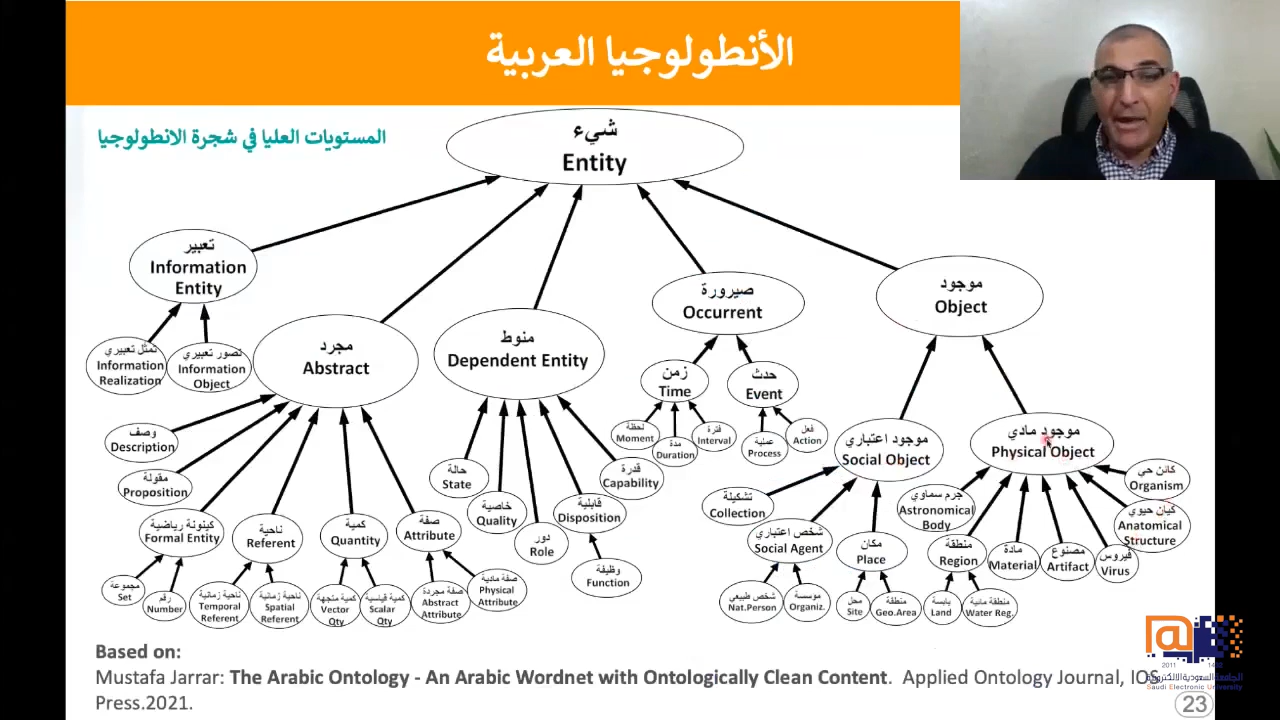 الأنطولوجيا العربية
المستويات العليا في شجرة الانطولوجيا
شيء
Entity
تعبير
Information
Entity
موجود
Object
صيرورة
Occurrent
منوط
Dependent Entity
مجرد
Abstract
تمثل تعبيري
Information
Realization
تصور تعبيري
Information
Object
زمن
Time
حدث
Event
لحظة
Moment
مدة
Duration
فترة
Interval
عملية
Process
فعل
Action
موجود اعتباري
Social Object
موجود مادي
Physical Object
وصف
Description
مقولة
Proposition
كينونة رياضية
Formal Entity
ناحية
Referent
كمية
Quantity
صفة
Attribute
حالة
State
خاصية
Quality
دور
Role
قابلية
Disposition
قدرة
Capability
وظيفة
Function
تشكيلة
Collection
شخص اعتباري
Social Agent
مكان
Place
جرم سماوي
Astronomical
Body
منطقة
Region
مادة
Material
مصنوع
Artifact
فيروس
Virus
كيان حيوي
Anatomical
Structure
كائن حي
Organism
مجموعة
Set
رقم
Number
ناحية زمانية
Temporal
Referent
Spatial
Referent
كمية متجهة
Vector
Qty
كمية قياسية
Scalar
Qty
صفة مجردة
Abstract
Attribute
صفة مادية
Physical
Attribute
شخص طبيعي
Nat.Person
موسسة
Organiz.
محل
Site
منطقة
Geo.Area
يابسة
Land
منطقة مائية
Water Reg.
Based on:
Mustafa Jarrar: The Arabic Ontology - An Arabic Wordnet with Ontologically Clean Content. Applied Ontology Journal, IOS
Press.2021.
2011
الجامعة السعودية الالكترونية
Saudi Electronic University
23